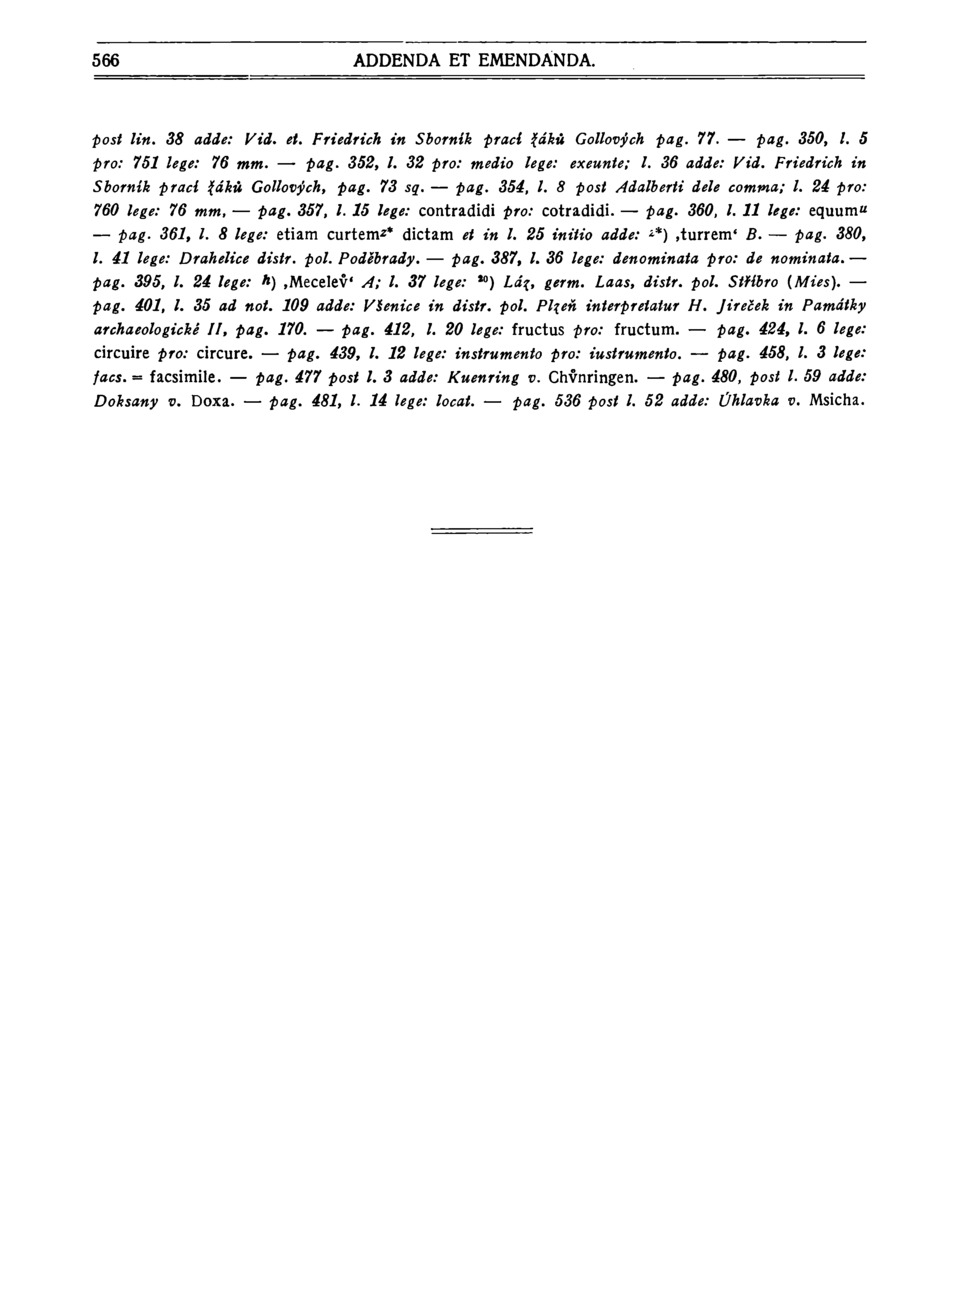 566 ADDENDA ET EMENDANDA.
post lin. 38 adde: Vid. et. Friedrich in Sborník prací žáků Gollových pag. 77. — pag. 350, l. 5
pro: 751 lege: 76 mm. — pag. 352, l. 32 pro: medio lege: exeunte; l. 36 adde: Vid. Friedrich in
Sborník prací žáků Gollových, pag. 73 sq. — pag. 354, l. 8 post Adalberti dele comma; l. 24 pro:
760 lege: 76 mm, — pag. 357, l. 15 lege: contradidi pro: cotradidi. — pag. 360, l. 11 lege: equumᵘ
— pag. 361, l. 8 lege: etiam curtemᶻ* dictam et in l. 25 initio adde: ᶻ*) ‚turrem‘ B. — pag. 380,
l. 41 lege: Drahelice distr. pol. Poděbrady. — pag. 387, l. 36 lege: denominata pro: de nominata. —
pag. 395, l. 24 lege: h) ‚Mecelev̊‘ A; l. 37 lege: ²⁰) Láz, germ. Laas, distr. pol. Stříbro (Mies). —
pag. 401, l. 35 ad not. 109 adde: Všenice in distr. pol. Plzeň interpretatur H. Jireček in Památky
archaeologické II, pag. 170. — pag. 412, l. 20 lege: fructus pro: fructum. — pag. 424, l. 6 lege:
circuire pro: circure. — pag. 439, l. 12 lege: instrumento pro: iustrumento. — pag. 458, l. 3 lege:
facs. = facsimile. — pag. 477 post l. 3 adde: Kuenring v. Chv̊nringen. — pag. 480, post l. 59 adde:
Doksany v. Doxa. — pag. 481, l. 14 lege: locat. — pag. 536 post l. 52 adde: Úhlavka v. Msicha.